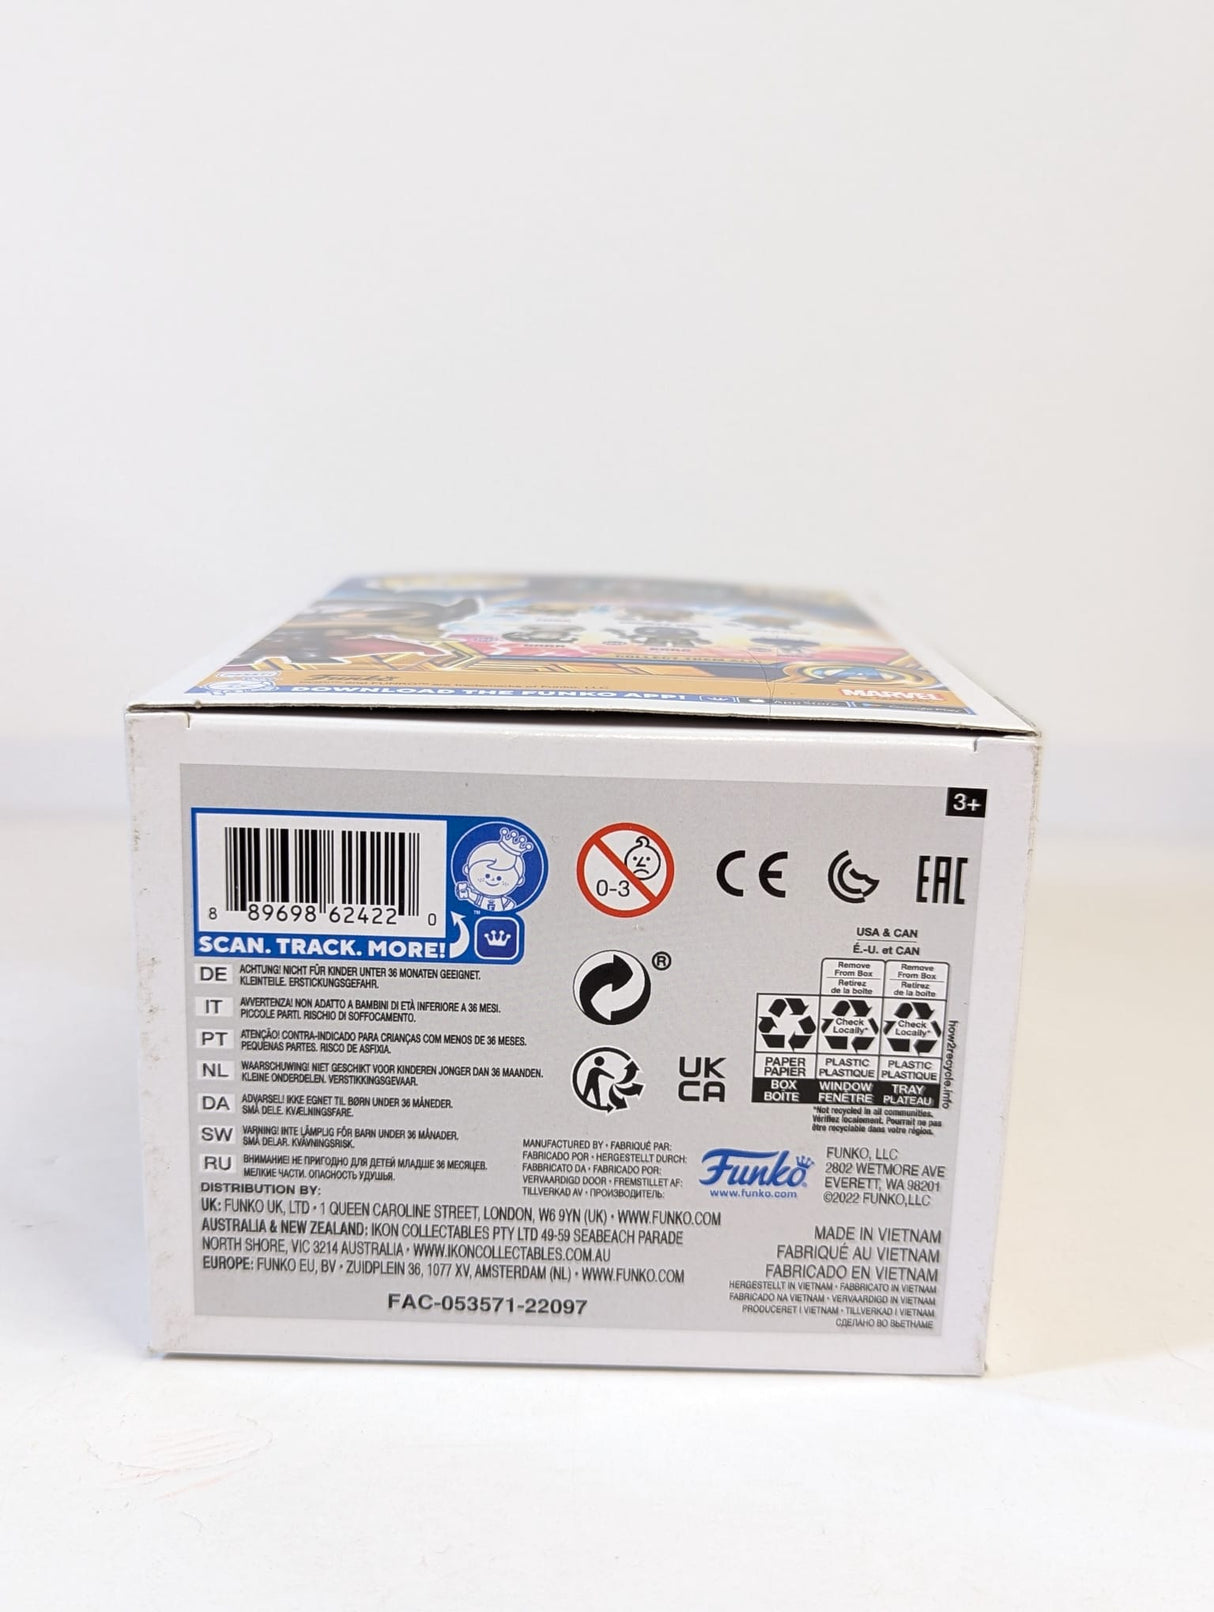 Funko
DOWNLOAD THE FUNKO APP!
MARVEL
3+
8 89698 62422 0
SCAN. TRACK. MORE!
™
0-3
CE
EAC
®
UK
CA
DE ACHTUNG! NICHT FÜR KINDER UNTER 36 MONATEN GEEIGNET.
KLEINTEILE. ERSTICKUNGSGEFAHR.
IT AVVERTENZA! NON ADATTO A BAMBINI DI ETÀ INFERIORE A 36 MESI.
PICCOLE PARTI. RISCHIO DI SOFFOCAMENTO.
PT ATENÇÃO! CONTRA-INDICADO PARA CRIANÇAS COM MENOS DE 36 MESES.
PEQUENAS PARTES. RISCO DE ASFIXIA.
NL WAARSCHUWING! NIET GESCHIKT VOOR KINDEREN JONGER DAN 36 MAANDEN.
KLEINE ONDERDELEN. VERSTIKKINGSGEVAAR.
DA ADVARSEL! IKKE EGNET TIL BØRN UNDER 36 MÅNEDER.
SMÅ DELE. KVÆLNINGSFARE.
SW VARNING! INTE LÄMPLIG FÖR BARN UNDER 36 MÅNADER.
SMÅ DELAR. KVÄVNINGSRISK.
RU ВНИМАНИЕ! НЕ ПРИГОДНО ДЛЯ ДЕТЕЙ МЛАДШЕ 36 МЕСЯЦЕВ.
МЕЛКИЕ ЧАСТИ. ОПАСНОСТЬ УДУШЬЯ.
USA & CAN
É.-U. et CAN
Remove
From Box
Retirez
de la boîte
Remove
From Box
Retirez
de la boîte
Check
Locally*
Check
Locally*
PAPER
PAPIER
PLASTIC
PLASTIQUE
PLASTIC
PLASTIQUE
BOX
BOÎTE
WINDOW
FENÊTRE
TRAY
PLATEAU
how2recycle.info
*Not recycled in all communities.
Vérifiez localement. Pourrait ne pas
être recyclable dans votre région.
MANUFACTURED BY • FABRIQUÉ PAR:
FABRICADO POR • HERGESTELLT DURCH:
FABBRICATO DA • FABRICADO POR:
VERVAARDIGD DOOR • FREMSTILLET AF:
TILLVERKAD AV • ПРОИЗВОДИТЕЛЬ:
Funko
www.funko.com
FUNKO, LLC
2802 WETMORE AVE
EVERETT, WA 98201
©2022 FUNKO,LLC
DISTRIBUTION BY:
UK: FUNKO UK, LTD • 1 QUEEN CAROLINE STREET, LONDON, W6 9YN (UK) • WWW.FUNKO.COM
AUSTRALIA & NEW ZEALAND: IKON COLLECTABLES PTY LTD 49-59 SEABEACH PARADE
NORTH SHORE, VIC 3214 AUSTRALIA • WWW.IKONCOLLECTABLES.COM.AU
EUROPE: FUNKO EU, BV • ZUIDPLEIN 36, 1077 XV, AMSTERDAM (NL) • WWW.FUNKO.COM
FAC-053571-22097
MADE IN VIETNAM
FABRIQUÉ AU VIETNAM
FABRICADO EN VIETNAM
HERGESTELLT IN VIETNAM • FABBRICATO IN VIETNAM
FABRICADO NA VIETNAM • VERVAARDIGD IN VIETNAM
PRODUCERET I VIETNAM • TILLVERKAD I VIETNAM
СДЕЛАНО ВО ВЬЕТНАМЕ